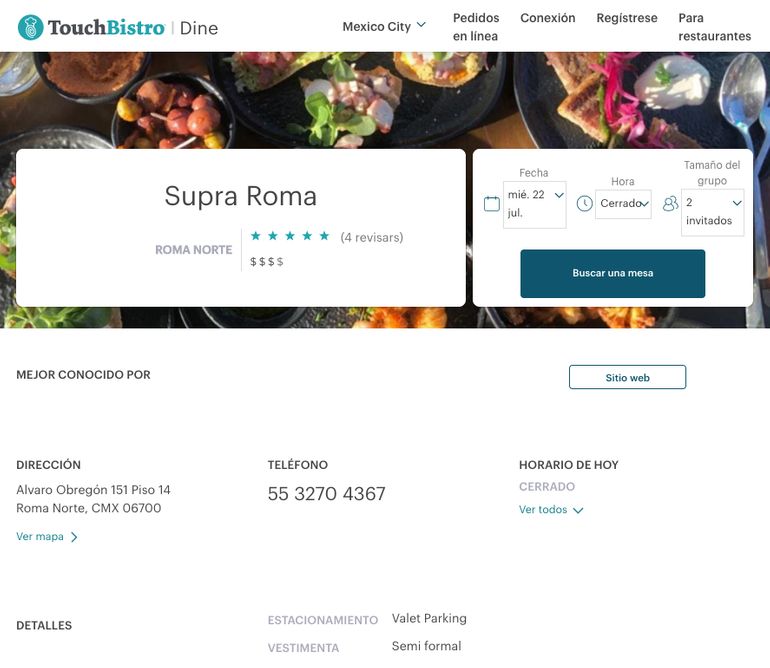 TouchBistro | Dine
Mexico City
Pedidos
en línea
Conexión
Regístrese
Para
restaurantes
Supra Roma
ROMA NORTE
★ ★ ★ ★ ★ (4 revisars)
$ $ $ $
Fecha
mié. 22
jul.
Hora
Cerrado
Tamaño del
grupo
2
invitados
Buscar una mesa
MEJOR CONOCIDO POR
Sitio web
DIRECCIÓN
Alvaro Obregón 151 Piso 14
Roma Norte, CMX 06700
Ver mapa
TELÉFONO
55 3270 4367
HORARIO DE HOY
CERRADO
Ver todos
DETALLES
ESTACIONAMIENTO Valet Parking
VESTIMENTA Semi formal